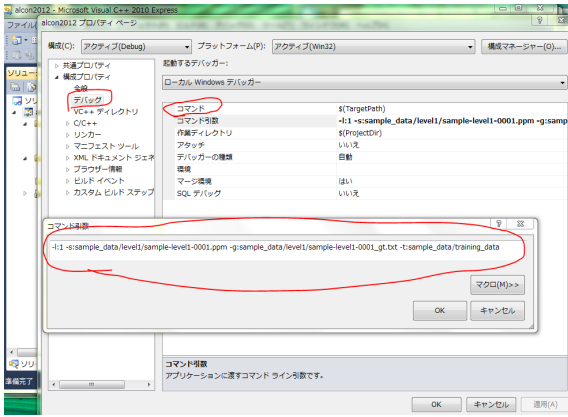 alcon2012 - Microsoft Visual C++ 2010 Express
ファイル(
alcon2012 プロパティ ページ
構成(C):
アクティブ(Debug)
プラットフォーム(P):
アクティブ(Win32)
構成マネージャー(O)...
共通プロパティ
構成プロパティ
全般
デバッグ
VC++ ディレクトリ
C/C++
リンカー
マニフェスト ツール
XML ドキュメント ジェネ
ブラウザー情報
ビルド イベント
カスタム ビルド ステップ
起動するデバッガー:
ローカル Windows デバッガー
コマンド
$(TargetPath)
コマンド引数
-l:1 -s:sample_data/level1/sample-level1-0001.ppm -g:samp
作業ディレクトリ
$(ProjectDir)
アタッチ
いいえ
デバッガーの種類
自動
環境
マージ環境
はい
SQL デバッグ
いいえ
コマンド引数
-l:1 -s:sample_data/level1/sample-level1-0001.ppm -g:sample_data/level1/sample-level1-0001_gt.txt -t:sample_data/training_data
マクロ(M)>>
OK
キャンセル
コマンド引数
アプリケーションに渡すコマンド ライン引数です。
準備完了
OK
キャンセル
適用(A)